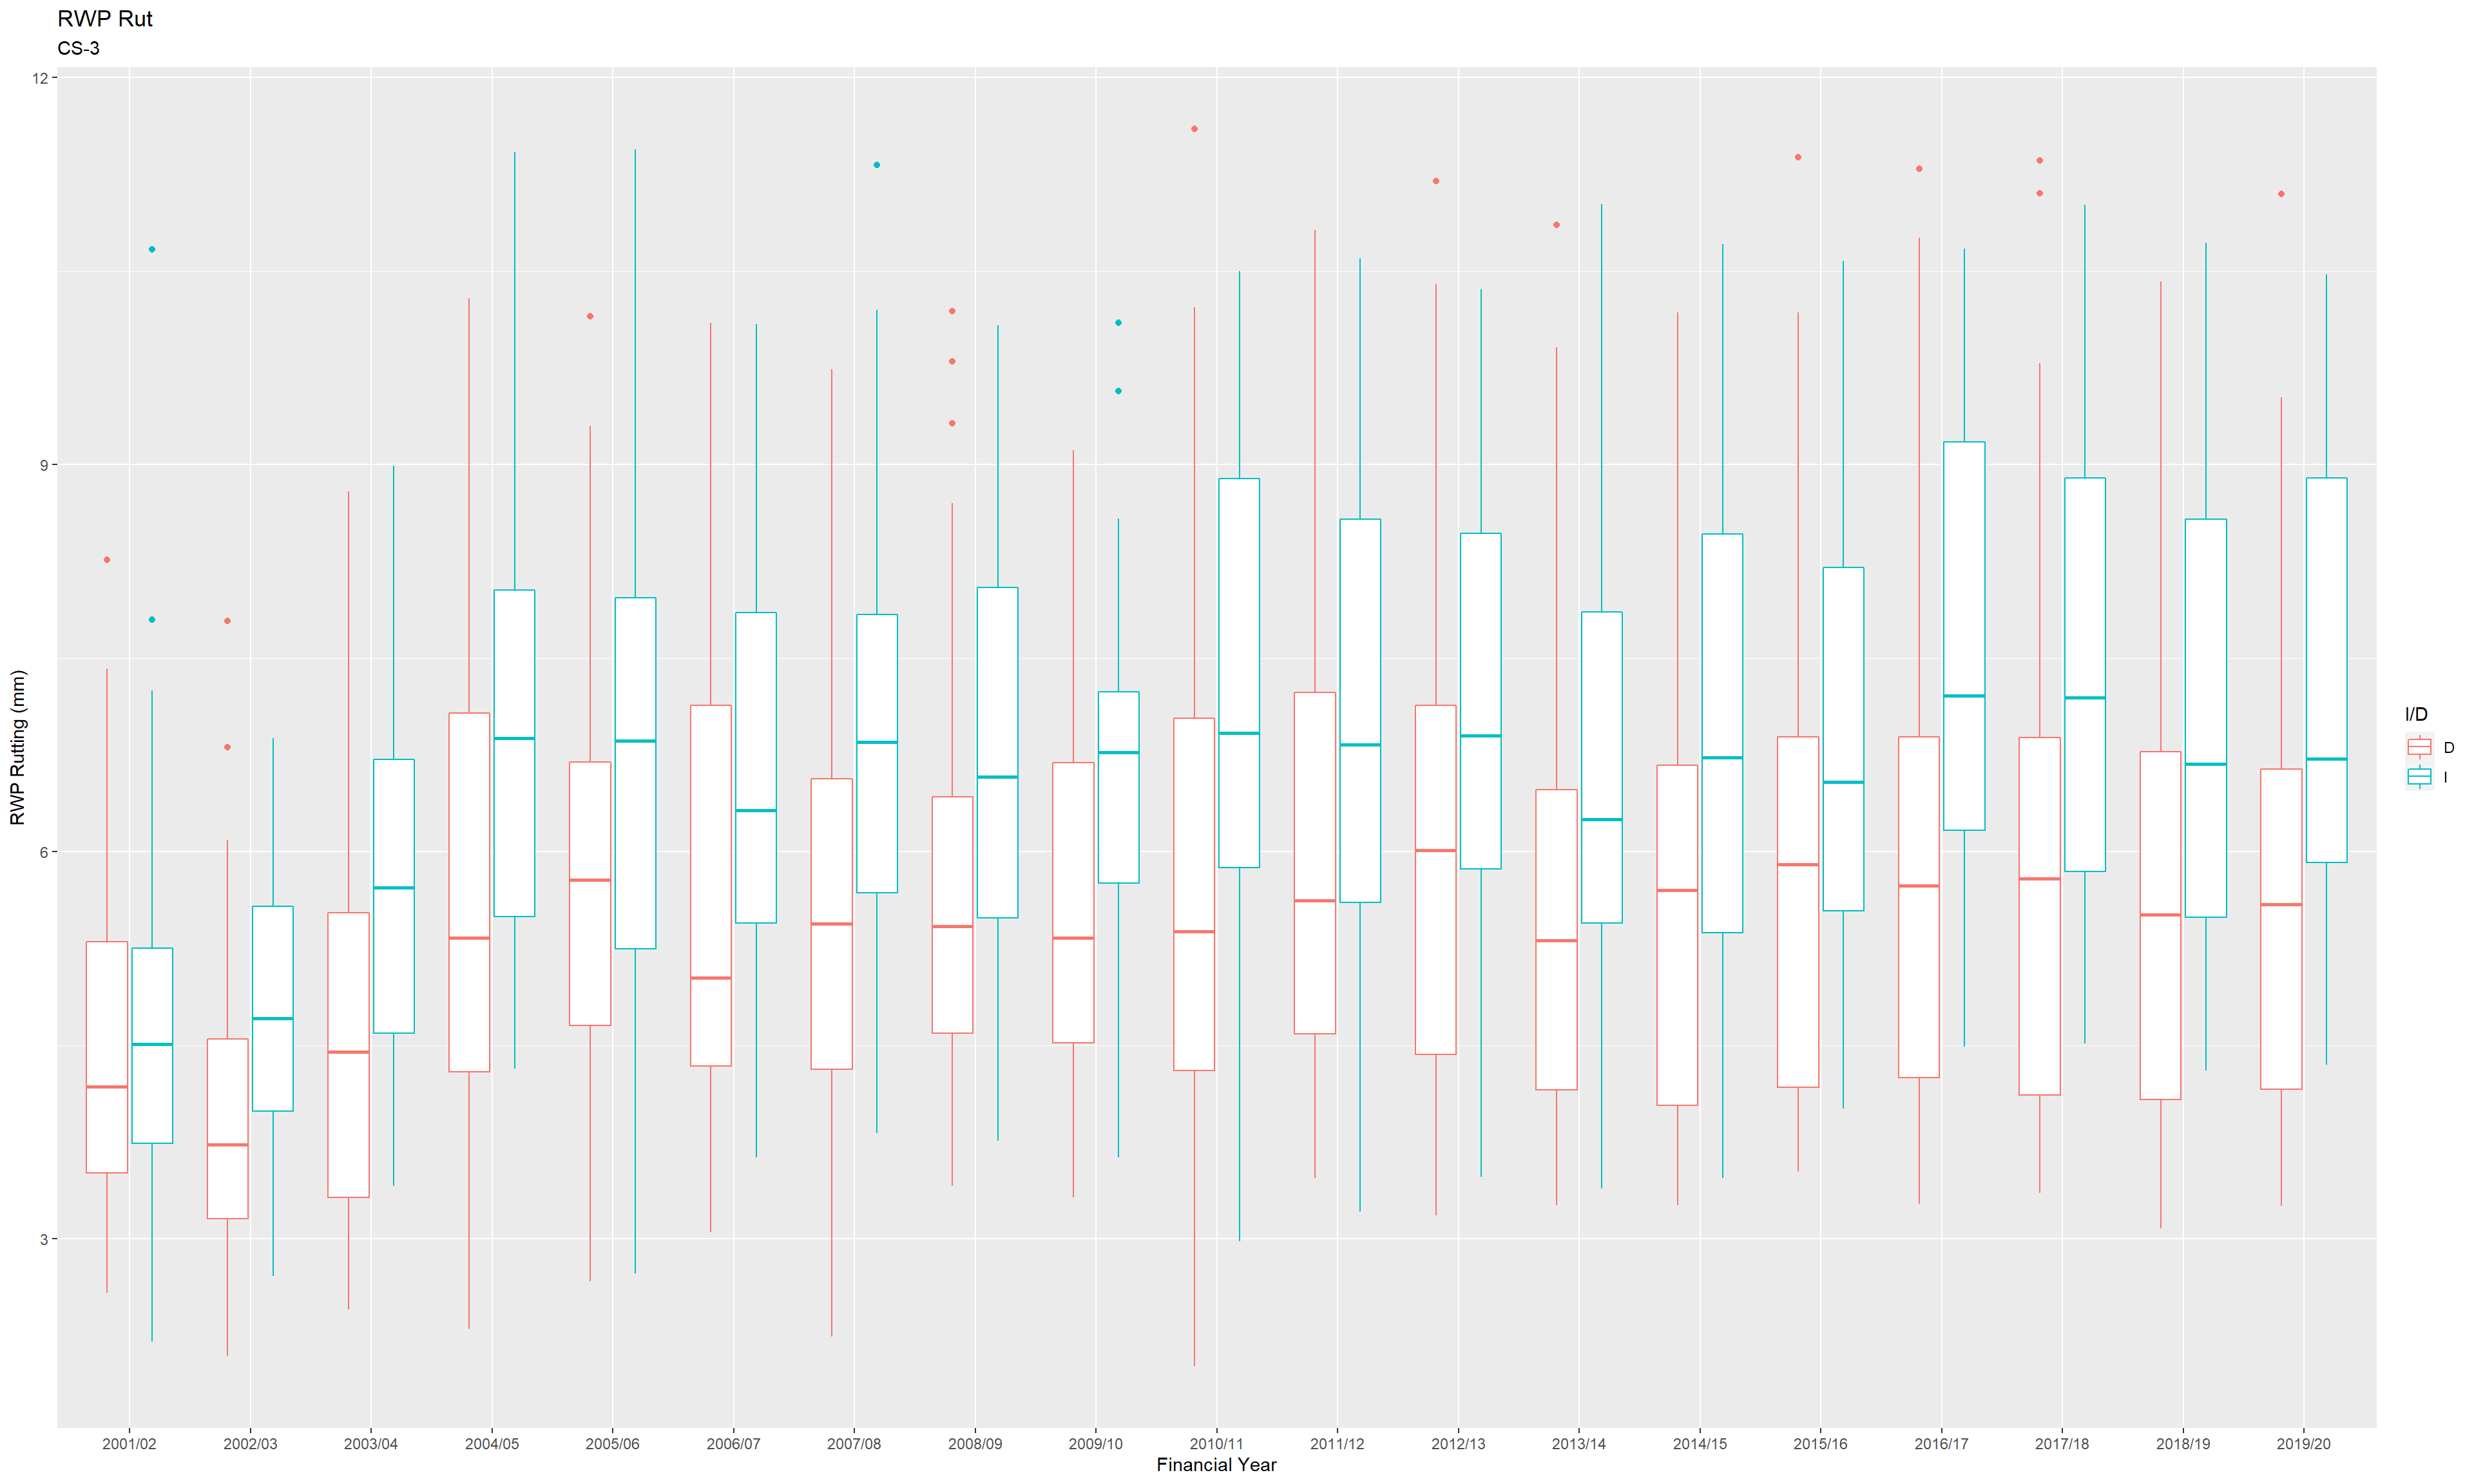 RWP Rut
CS-3
RWP Rutting (mm)
12
9
6
3
2001/02 2002/03 2003/04 2004/05 2005/06 2006/07 2007/08 2008/09 2009/10 2010/11 2011/12 2012/13 2013/14 2014/15 2015/16 2016/17 2017/18 2018/19 2019/20
Financial Year
I/D
D
I